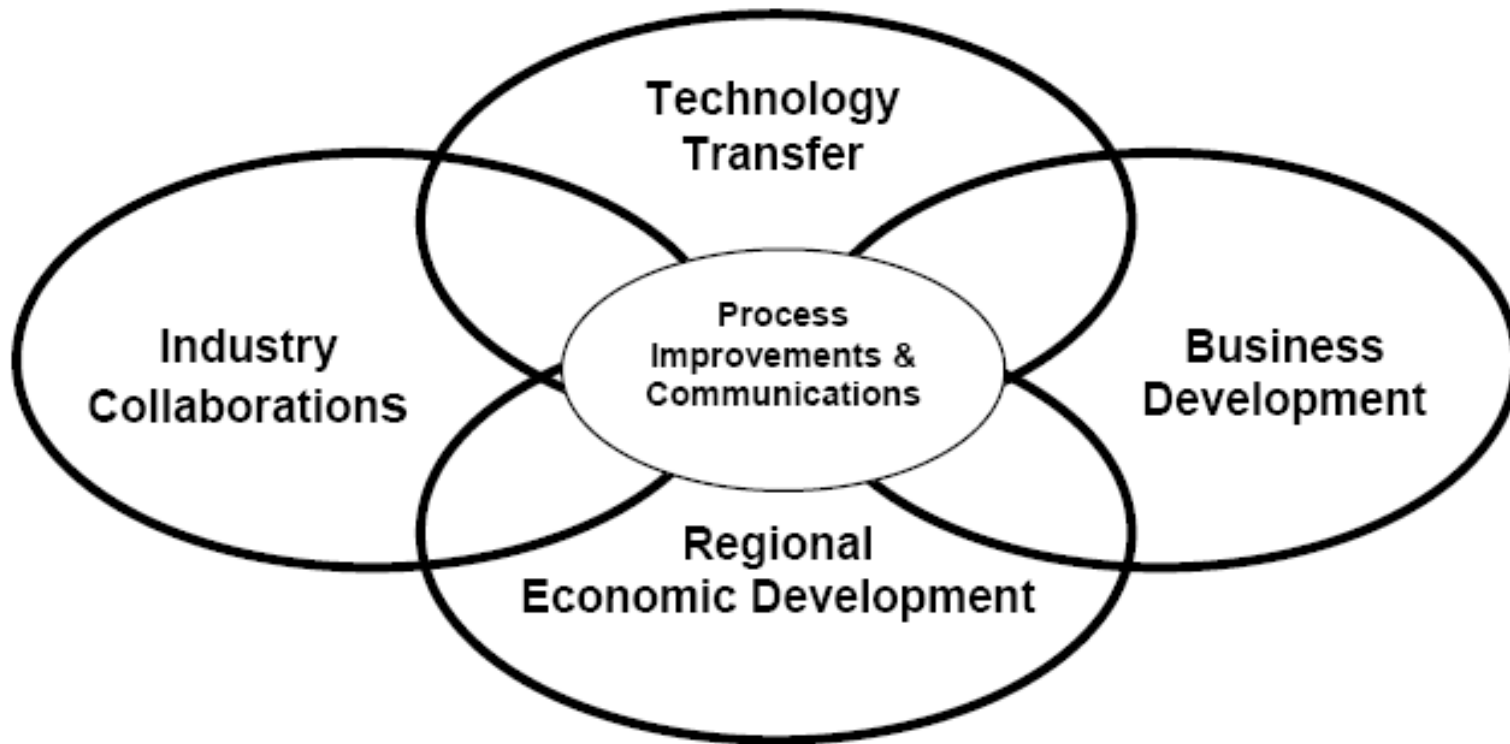 Technology
Transfer
Industry
Collaborations
Process
Improvements &
Communications
Business
Development
Regional
Economic Development